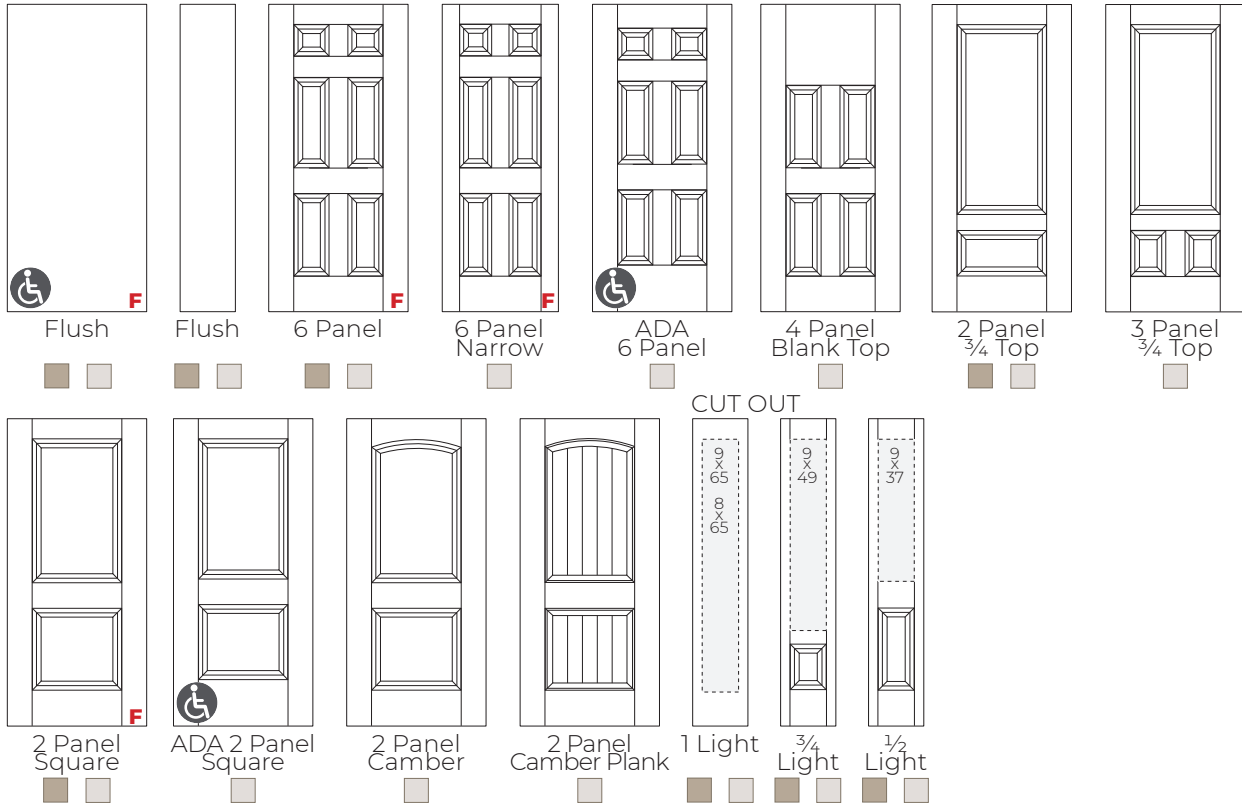 F
Flush
Flush
F
6 Panel
F
6 Panel
Narrow
ADA
6 Panel
4 Panel
Blank Top
2 Panel
¾ Top
3 Panel
¾ Top
CUT OUT
F
2 Panel
Square
ADA 2 Panel
Square
2 Panel
Camber
2 Panel
Camber Plank
9
x
65
8
x
65
1 Light
9
x
49
¾
Light
9
x
37
½
Light